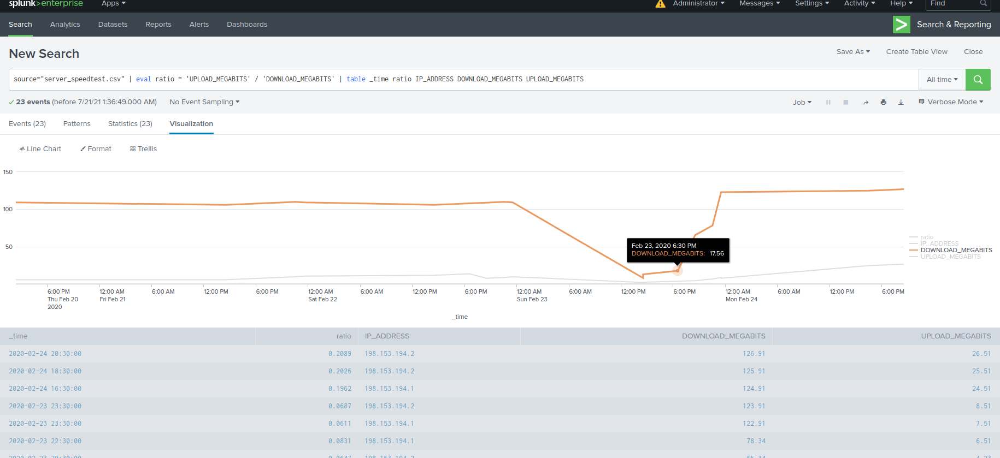 splunk>enterprise Apps Administrator Messages Settings Activity Help Find
Search Analytics Datasets Reports Alerts Dashboards Search & Reporting
New Search Save As Create Table View Close
source="server_speedtest.csv" | eval ratio = 'UPLOAD_MEGABITS' / 'DOWNLOAD_MEGABITS' | table _time ratio IP_ADDRESS DOWNLOAD_MEGABITS UPLOAD_MEGABITS All time
23 events (before 7/21/21 1:36:49.000 AM) No Event Sampling Job Verbose Mode
Events (23) Patterns Statistics (23) Visualization
Line Chart Format Trellis
150
100
50
Feb 23, 2020 6:30 PM
DOWNLOAD_MEGABITS: 17.56
ratio
IP_ADDRESS
DOWNLOAD_MEGABITS
UPLOAD_MEGABITS
6:00 PM 12:00 AM 6:00 AM 12:00 PM 6:00 PM 12:00 AM 6:00 AM 12:00 PM 6:00 PM 12:00 AM 6:00 AM 12:00 PM 6:00 PM 12:00 AM 6:00 AM 12:00 PM 6:00 PM
Thu Feb 20 Fri Feb 21 Sat Feb 22 Sun Feb 23 Mon Feb 24
2020
_time
_time ratio IP_ADDRESS DOWNLOAD_MEGABITS UPLOAD_MEGABITS
2020-02-24 20:30:00 0.2089 198.153.194.2 126.91 26.51
2020-02-24 18:30:00 0.2026 198.153.194.2 125.91 25.51
2020-02-24 16:30:00 0.1962 198.153.194.1 124.91 24.51
2020-02-23 23:30:00 0.0687 198.153.194.2 123.91 8.51
2020-02-23 23:30:00 0.0611 198.153.194.1 122.91 7.51
2020-02-23 22:30:00 0.0831 198.153.194.1 78.34 6.51